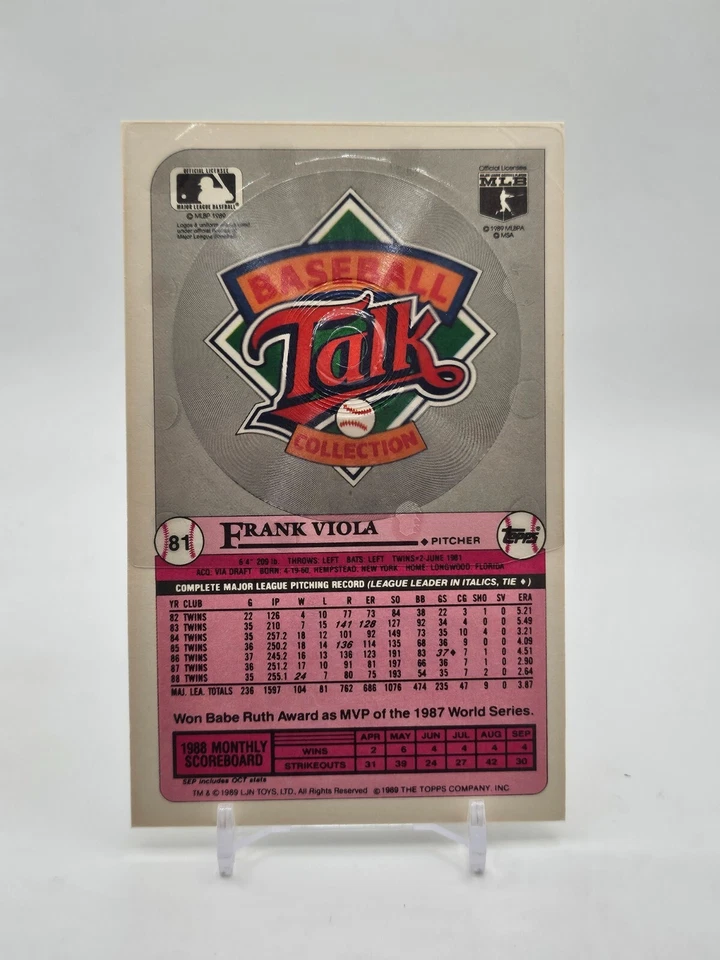 OFFICIAL LICENSEE
MAJOR LEAGUE BASEBALL
© MLBP 1989
Logos & uniform used
under official
Major League
Official Licensee
MLB
© 1989 MLBPA
© MSA
BASEBALL
Talk
COLLECTION
81
FRANK VIOLA
◆ PITCHER
Topps
6'4" 200 lb. THROWS: LEFT BATS: LEFT TWINS #2-JUNE 1981
ACQ: VIA DRAFT BORN: 4-19-60, HEMPSTEAD, NEW YORK HOME: LONGWOOD, FLORIDA
COMPLETE MAJOR LEAGUE PITCHING RECORD (LEAGUE LEADER IN ITALICS, TIE ♦)
YR CLUB G IP W L R ER SO BB GS CG SHO SV ERA
82 TWINS 22 126 4 10 77 73 84 38 22 3 1 0 5.21
83 TWINS 35 210 7 15 141 128 127 92 34 4 0 0 5.49
84 TWINS 35 257.2 18 12 101 92 149 73 35 10 4 0 3.21
85 TWINS 36 250.2 18 14 136 114 135 68 36 9 0 0 4.09
86 TWINS 37 245.2 16 13 136 123 191 83 37♦ 7 1 0 4.51
87 TWINS 36 251.2 17 10 91 81 197 66 36 7 1 0 2.90
88 TWINS 35 255.1 24 7 80 75 193 54 35 7 2 0 2.64
MAJ. LEA. TOTALS 236 1597 104 81 762 686 1076 474 235 47 9 0 3.87
Won Babe Ruth Award as MVP of the 1987 World Series.
1988 MONTHLY
SCOREBOARD
APR MAY JUN JUL AUG SEP
WINS 2 6 4 4 4 4
STRIKEOUTS 31 39 24 27 42 30
SEP includes OCT stats
TM & © 1989 LJN TOYS, LTD. All Rights Reserved © 1989 THE TOPPS COMPANY, INC